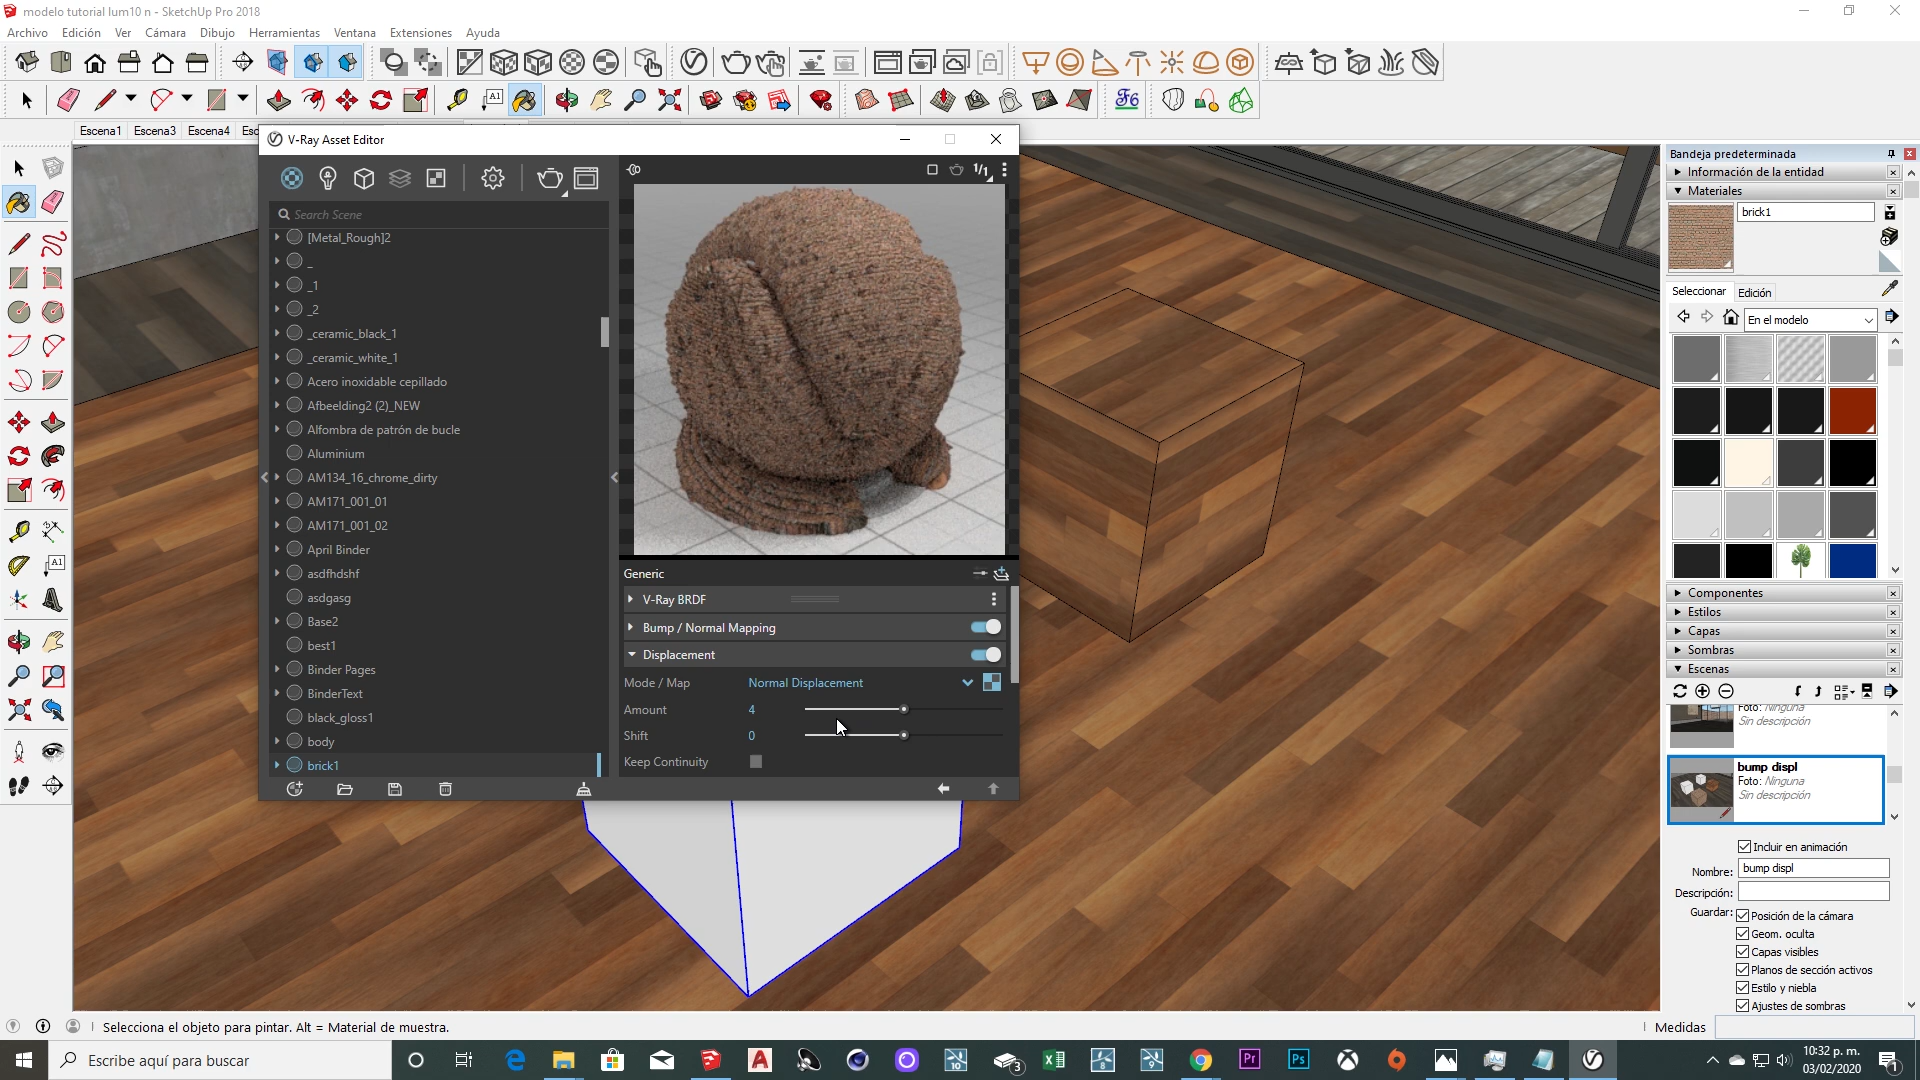 modelo tutorial lum10 n - SketchUp Pro 2018
Archivo Edición Ver Cámara Dibujo Herramientas Ventana Extensiones Ayuda
Escena1 Escena3 Escena4
V-Ray Asset Editor
1/1
Search Scene
[Metal_Rough]2
_
_1
_2
_ceramic_black_1
_ceramic_white_1
Acero inoxidable cepillado
Afbeelding2 (2)_NEW
Alfombra de patrón de bucle
Aluminium
AM134_16_chrome_dirty
AM171_001_01
AM171_001_02
April Binder
asdfhdshf
asdgasg
Base2
best1
Binder Pages
BinderText
black_gloss1
body
brick1
Generic
V-Ray BRDF
Bump / Normal Mapping
Displacement
Mode / Map Normal Displacement
Amount 4
Shift 0
Keep Continuity
Bandeja predeterminada
Información de la entidad
Materiales
brick1
Seleccionar Edición
En el modelo
Componentes
Estilos
Capas
Sombras
Escenas
Foto: Ninguna
Sin descripción
bump displ
Foto: Ninguna
Sin descripción
Incluir en animación
Nombre: bump displ
Descripción:
Guardar: Posición de la cámara
Geom. oculta
Capas visibles
Planos de sección activos
Estilo y niebla
Ajustes de sombras
Selecciona el objeto para pintar. Alt = Material de muestra.
Medidas
Escribe aquí para buscar
10:32 p. m.
03/02/2020